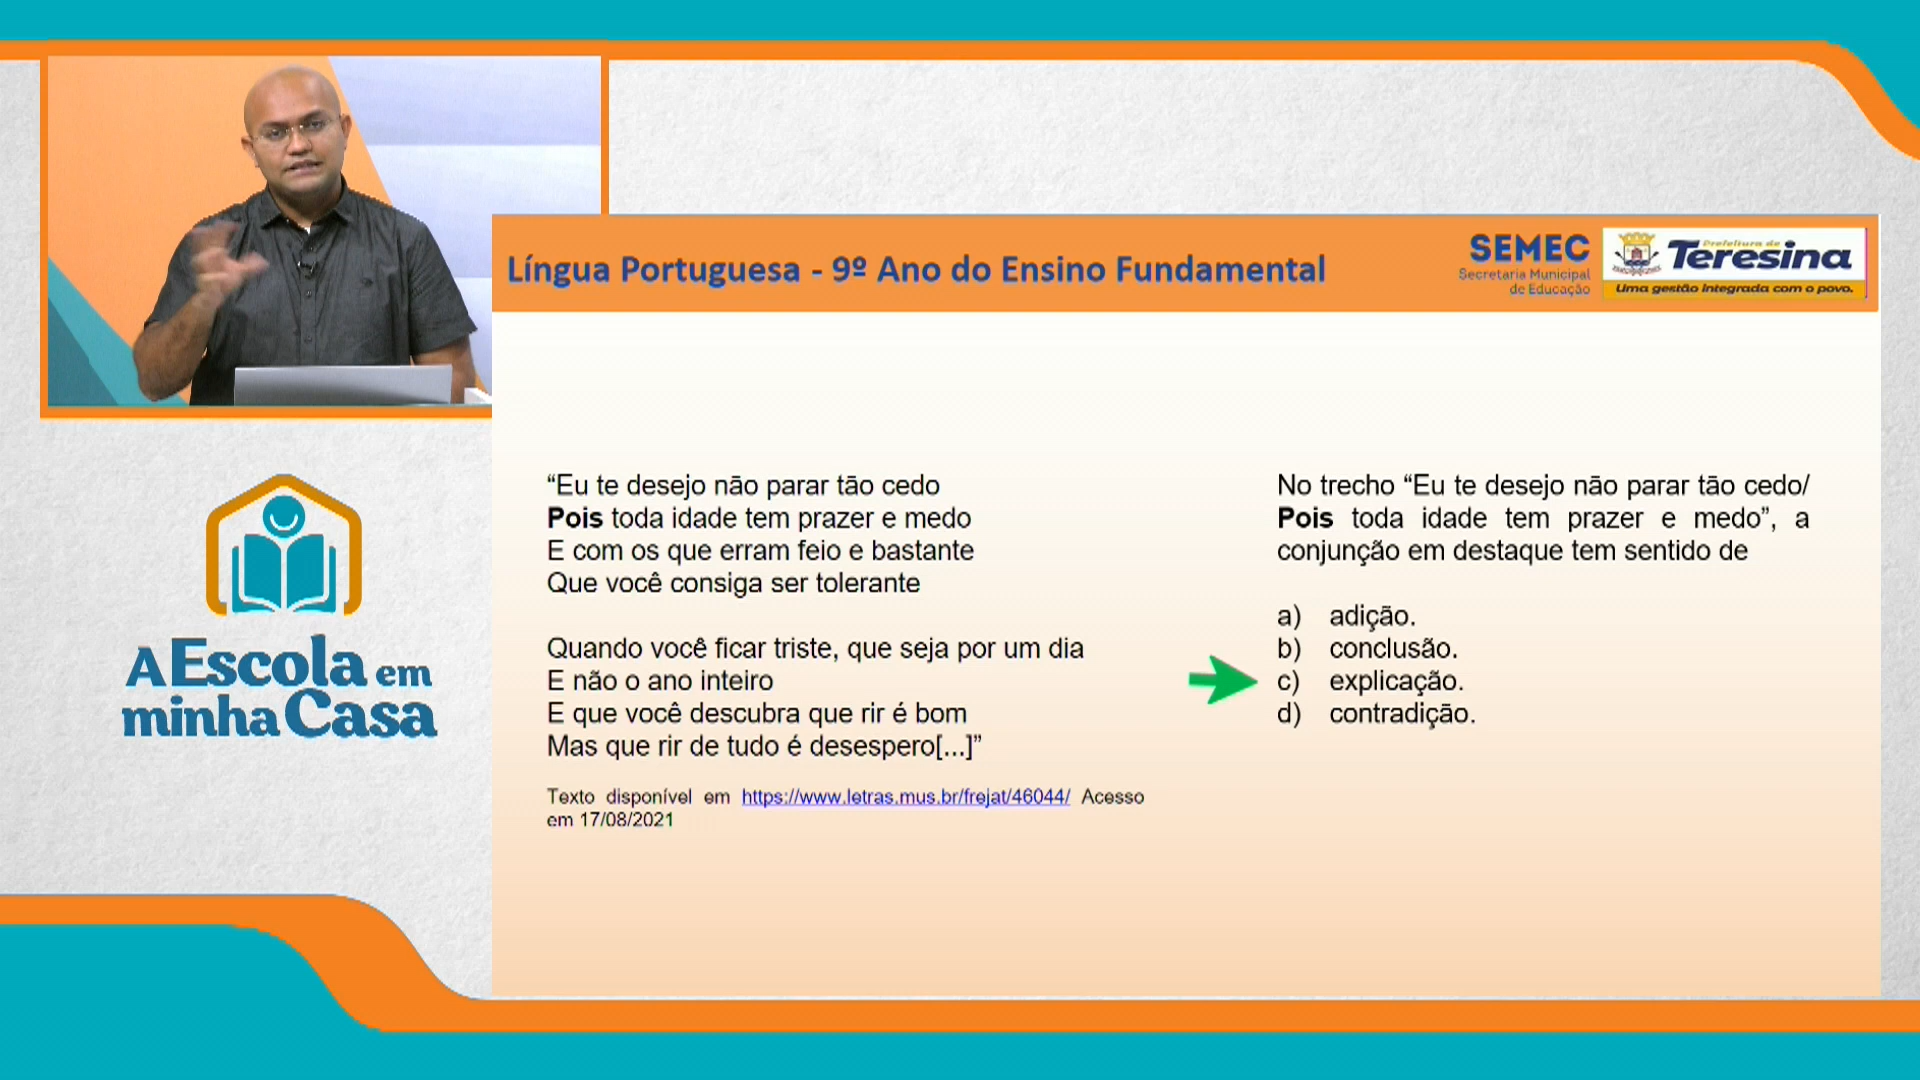 Língua Portuguesa - 9º Ano do Ensino Fundamental
SEMEC
Secretaria Municipal
de Educação
Prefeitura de
Teresina
Uma gestão integrada com o povo.
“Eu te desejo não parar tão cedo
Pois toda idade tem prazer e medo
E com os que erram feio e bastante
Que você consiga ser tolerante
Quando você ficar triste, que seja por um dia
E não o ano inteiro
E que você descubra que rir é bom
Mas que rir de tudo é desespero[...]”
Texto disponível em https://www.letras.mus.br/frejat/46044/ Acesso
em 17/08/2021
No trecho “Eu te desejo não parar tão cedo/
Pois toda idade tem prazer e medo”, a
conjunção em destaque tem sentido de
a) adição.
b) conclusão.
c) explicação.
d) contradição.
A Escola em
minha Casa